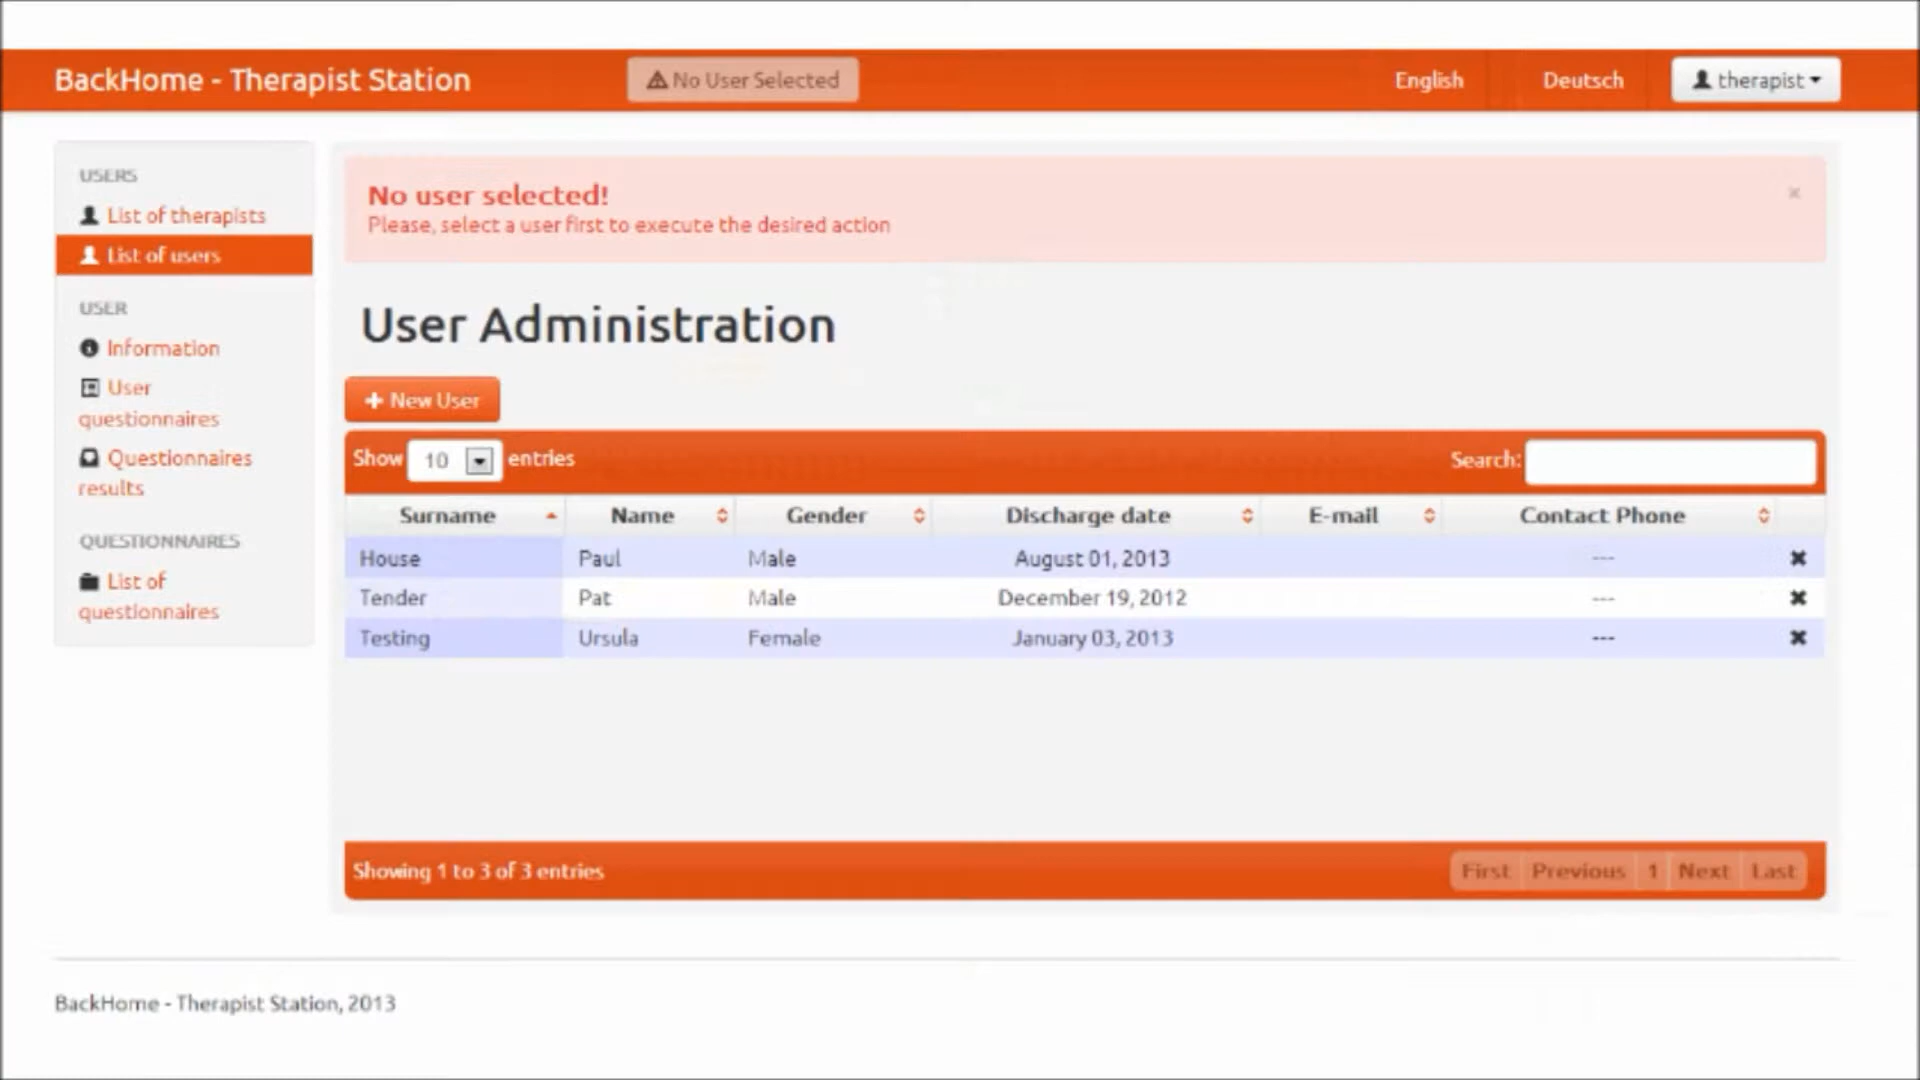 BackHome - Therapist Station
No User Selected
English
Deutsch
therapist
USERS
List of therapists
List of users
USER
Information
User
questionnaires
Questionnaires
results
QUESTIONNAIRES
List of
questionnaires
No user selected!
×
Please, select a user first to execute the desired action
User Administration
+ New User
Show 10 entries
Search:
Surname Name Gender Discharge date E-mail Contact Phone
House Paul Male August 01, 2013 ---
Tender Pat Male December 19, 2012 ---
Testing Ursula Female January 03, 2013 ---
Showing 1 to 3 of 3 entries
First Previous 1 Next Last
BackHome - Therapist Station, 2013